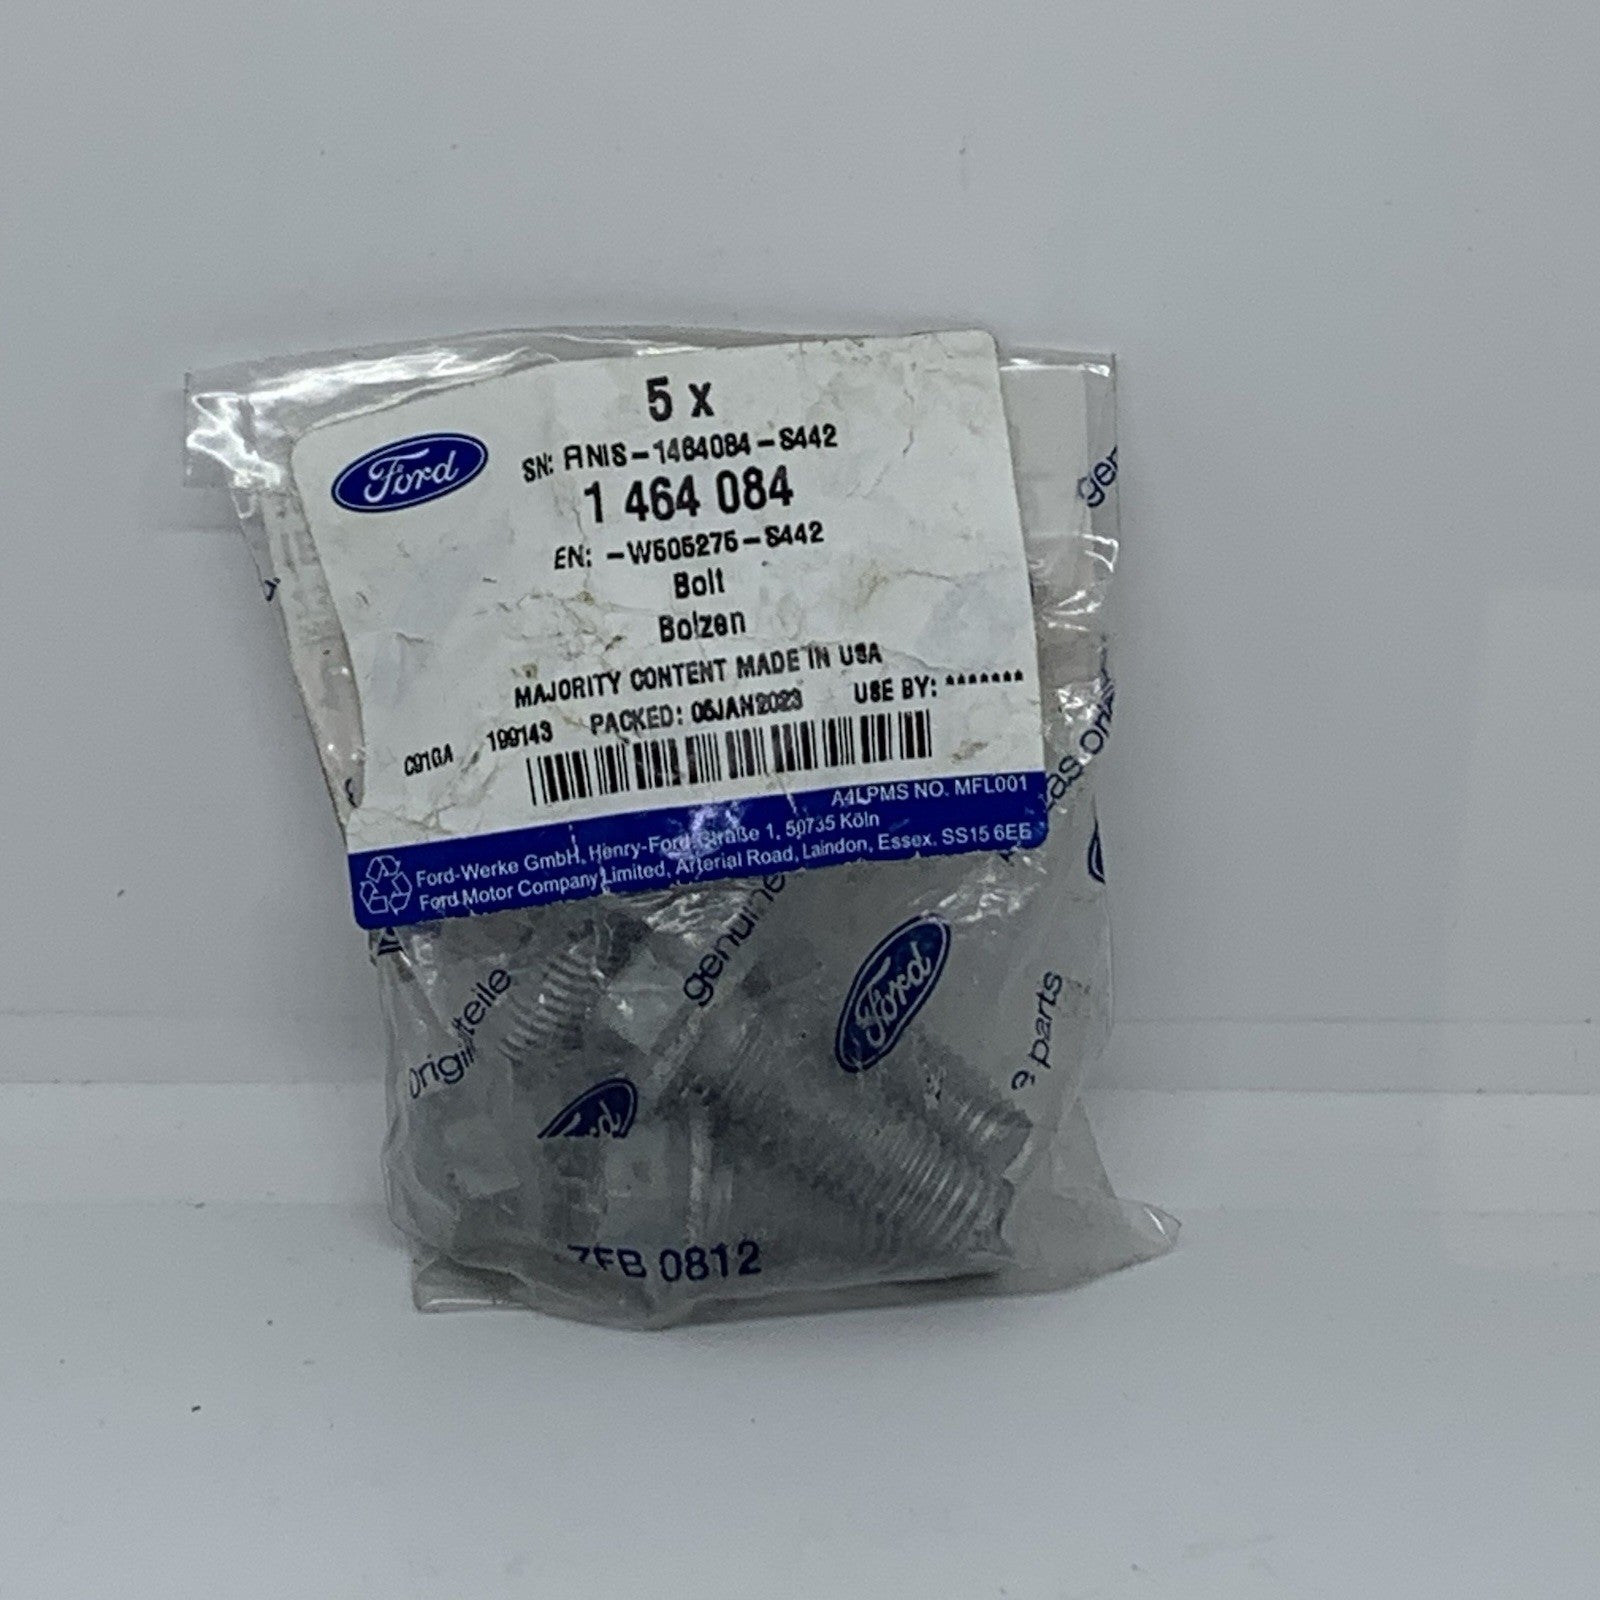 5 x
Ford
SN: FINIS-1464084-S442
1 464 084
EN: -W505275-S442
Bolt
Bolzen
MAJORITY CONTENT MADE IN USA
C91GA 199143 PACKED: 05JAN2023 USE BY: *******
A4LPMS NO. MFL001
Ford-Werke GmbH, Henry-Ford-Straße 1, 50735 Köln
Ford Motor Company Limited, Arterial Road, Laindon, Essex, SS15 6EE
gen
genuine
Originalteile
Ford
parts
Ford
ZFB 0812